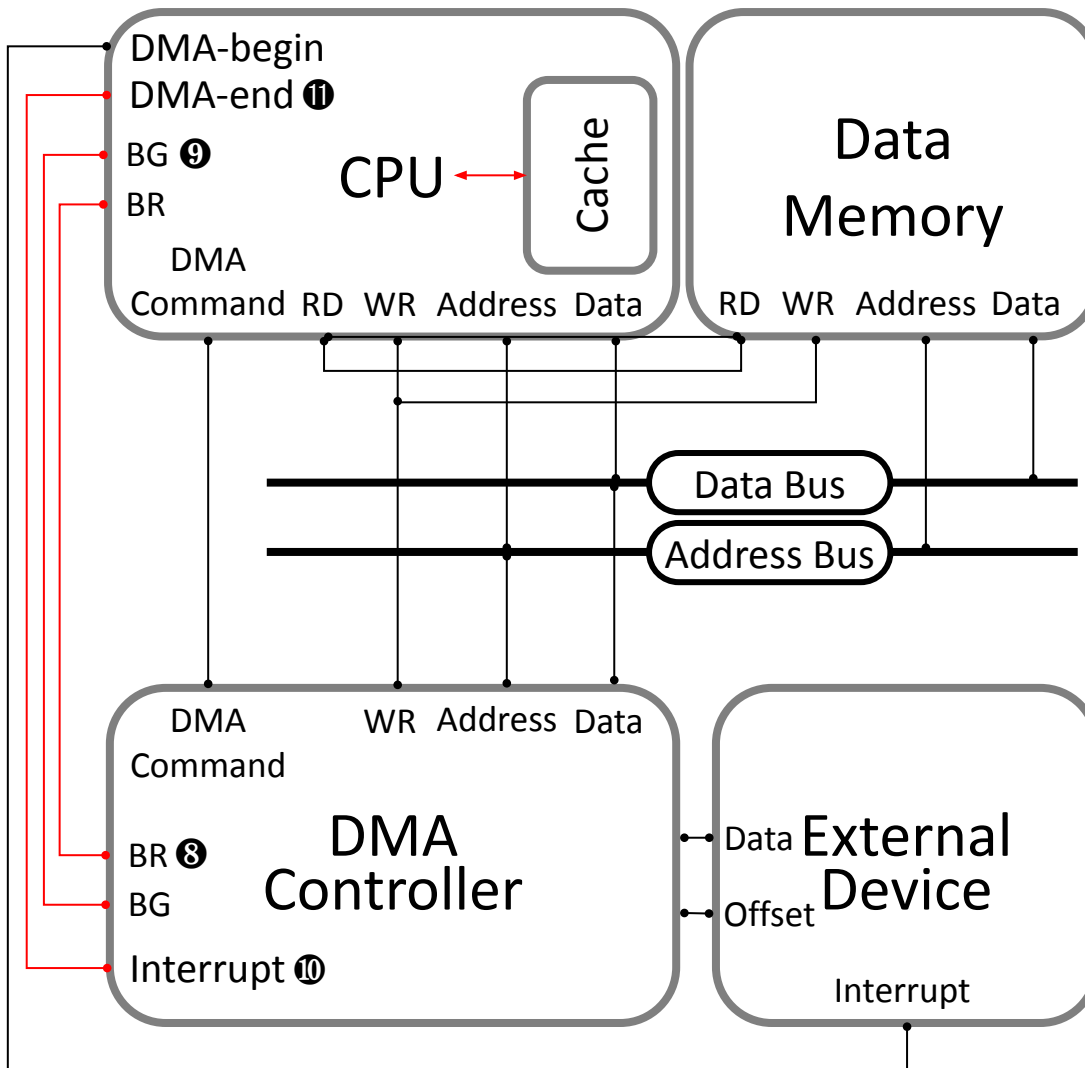 DMA-begin
DMA-end ⓫
BG ❾
BR
CPU
Cache
DMA
Command RD WR Address Data
Data
Memory
RD WR Address Data
Data Bus
Address Bus
DMA
Command
WR Address Data
DMA
Controller
BR ❽
BG
Interrupt ❿
Data
Offset
External
Device
Interrupt